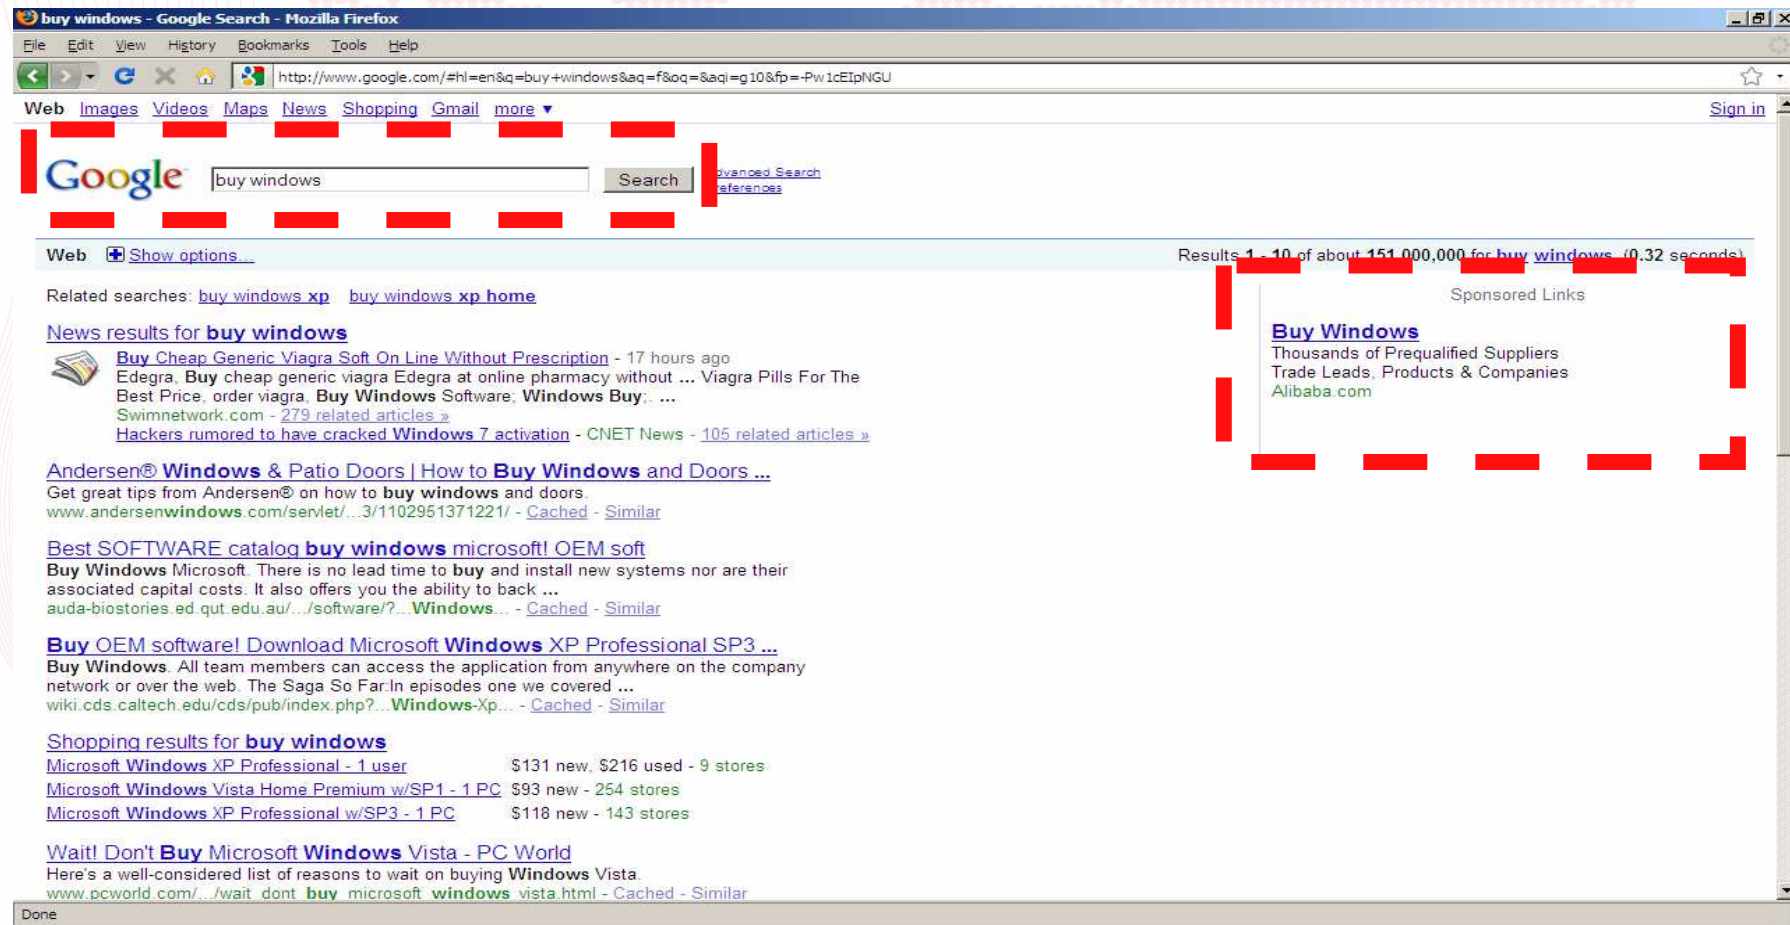 buy windows - Google Search - Mozilla Firefox
File Edit View History Bookmarks Tools Help
http://www.google.com/#hl=en&q=buy+windows&aq=f&oq=&aqi=g10&fp=-Pw1cEIpNGU
Web Images Videos Maps News Shopping Gmail more ▼ Sign in
Google buy windows Search
Search
Web Show options... Results 1 - 10 of about 151,000,000 for buy windows. (0.32 seconds)
Related searches: buy windows xp buy windows xp home
News results for buy windows
Buy Cheap Generic Viagra Soft On Line Without Prescription - 17 hours ago
Edegra, Buy cheap generic viagra Edegra at online pharmacy without ... Viagra Pills For The
Best Price, order viagra, Buy Windows Software; Windows Buy;. ...
Swimnetwork.com - 279 related articles »
Hackers rumored to have cracked Windows 7 activation - CNET News - 105 related articles »
Andersen® Windows & Patio Doors | How to Buy Windows and Doors ...
Get great tips from Andersen® on how to buy windows and doors.
www.andersenwindows.com/servlet/...3/1102951371221/ - Cached - Similar
Best SOFTWARE catalog buy windows microsoft! OEM soft
Buy Windows Microsoft. There is no lead time to buy and install new systems nor are their
associated capital costs. It also offers you the ability to back ...
auda-biostories.ed.qut.edu.au/.../software/?...Windows... - Cached - Similar
Buy OEM software! Download Microsoft Windows XP Professional SP3 ...
Buy Windows. All team members can access the application from anywhere on the company
network or over the web. The Saga So Far:In episodes one we covered ...
wiki.cds.caltech.edu/cds/pub/index.php?...Windows-Xp... - Cached - Similar
Shopping results for buy windows
Microsoft Windows XP Professional - 1 user $131 new, $216 used - 9 stores
Microsoft Windows Vista Home Premium w/SP1 - 1 PC $93 new - 254 stores
Microsoft Windows XP Professional w/SP3 - 1 PC $118 new - 143 stores
Wait! Don't Buy Microsoft Windows Vista - PC World
Here's a well-considered list of reasons to wait on buying Windows Vista.
www.pcworld.com/.../wait_dont_buy_microsoft_windows_vista.html - Cached - Similar
Sponsored Links
Buy Windows
Thousands of Prequalified Suppliers
Trade Leads, Products & Companies
Alibaba.com
Done